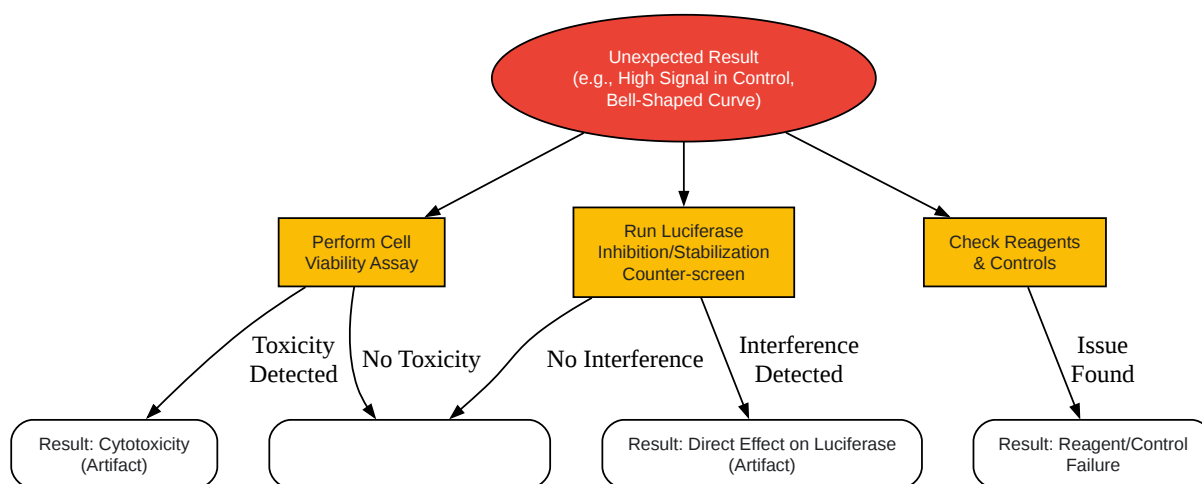 Unexpected Result
(e.g., High Signal in Control,
Bell-Shaped Curve)
Perform Cell
Viability Assay
Run Luciferase
Inhibition/Stabilization
Counter-screen
Check Reagents
& Controls
Toxicity
Detected
No Toxicity
No Interference
Interference
Detected
Issue
Found
Result: Cytotoxicity
(Artifact)
Result: Direct Effect on Luciferase
(Artifact)
Result: Reagent/Control
Failure